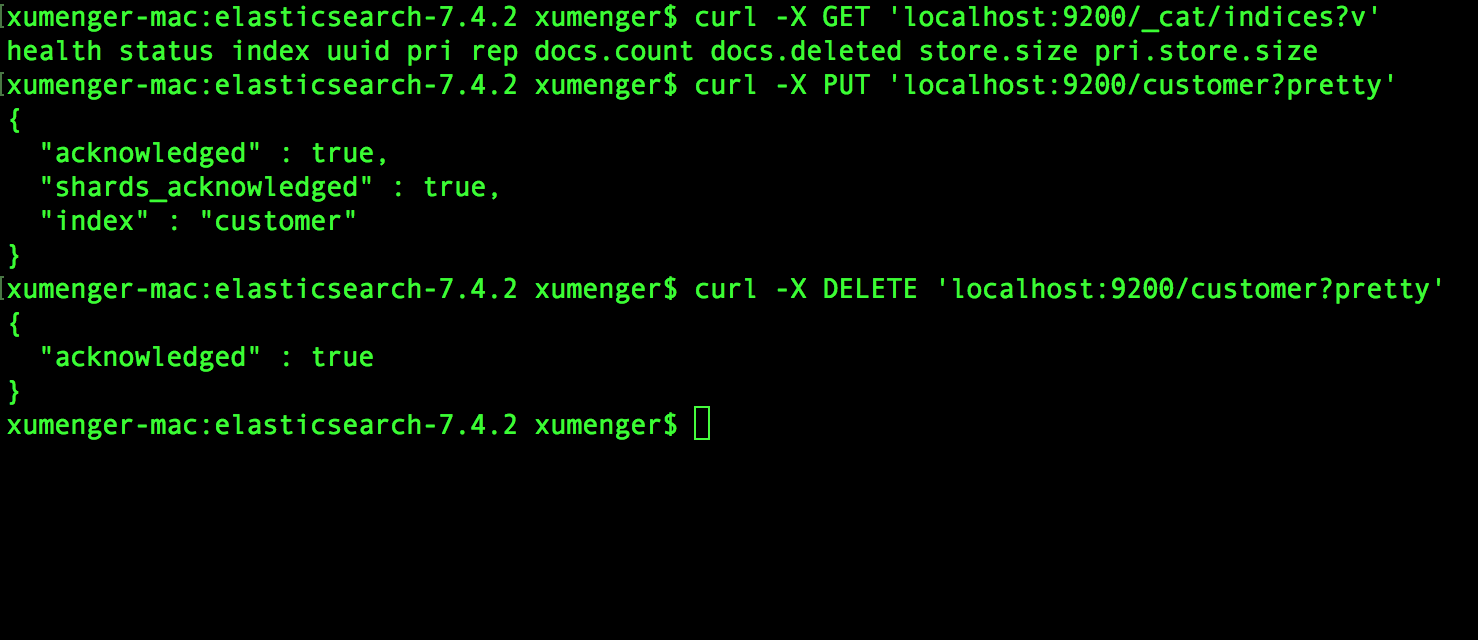 xumenger-mac:elasticsearch-7.4.2 xumenger$ curl -X GET 'localhost:9200/_cat/indices?v'
health status index uuid pri rep docs.count docs.deleted store.size pri.store.size
xumenger-mac:elasticsearch-7.4.2 xumenger$ curl -X PUT 'localhost:9200/customer?pretty'
{
  "acknowledged" : true,
  "shards_acknowledged" : true,
  "index" : "customer"
}
xumenger-mac:elasticsearch-7.4.2 xumenger$ curl -X DELETE 'localhost:9200/customer?pretty'
{
  "acknowledged" : true
}
xumenger-mac:elasticsearch-7.4.2 xumenger$